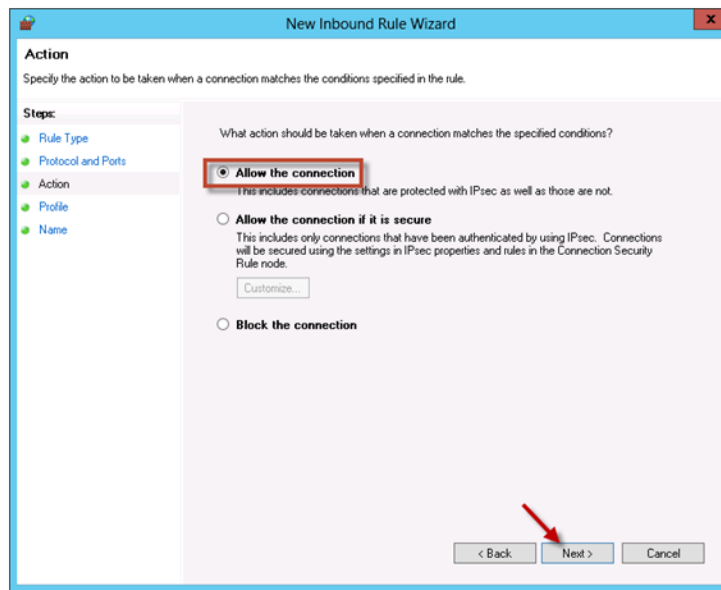 New Inbound Rule Wizard
x
Action
Specify the action to be taken when a connection matches the conditions specified in the rule.
Steps:
Rule Type
Protocol and Ports
Action
Profile
Name
What action should be taken when a connection matches the specified conditions?
Allow the connection
This includes connections that are protected with IPsec as well as those are not.
Allow the connection if it is secure
This includes only connections that have been authenticated by using IPsec. Connections
will be secured using the settings in IPsec properties and rules in the Connection Security
Rule node.
Customize...
Block the connection
< Back
Next >
Cancel